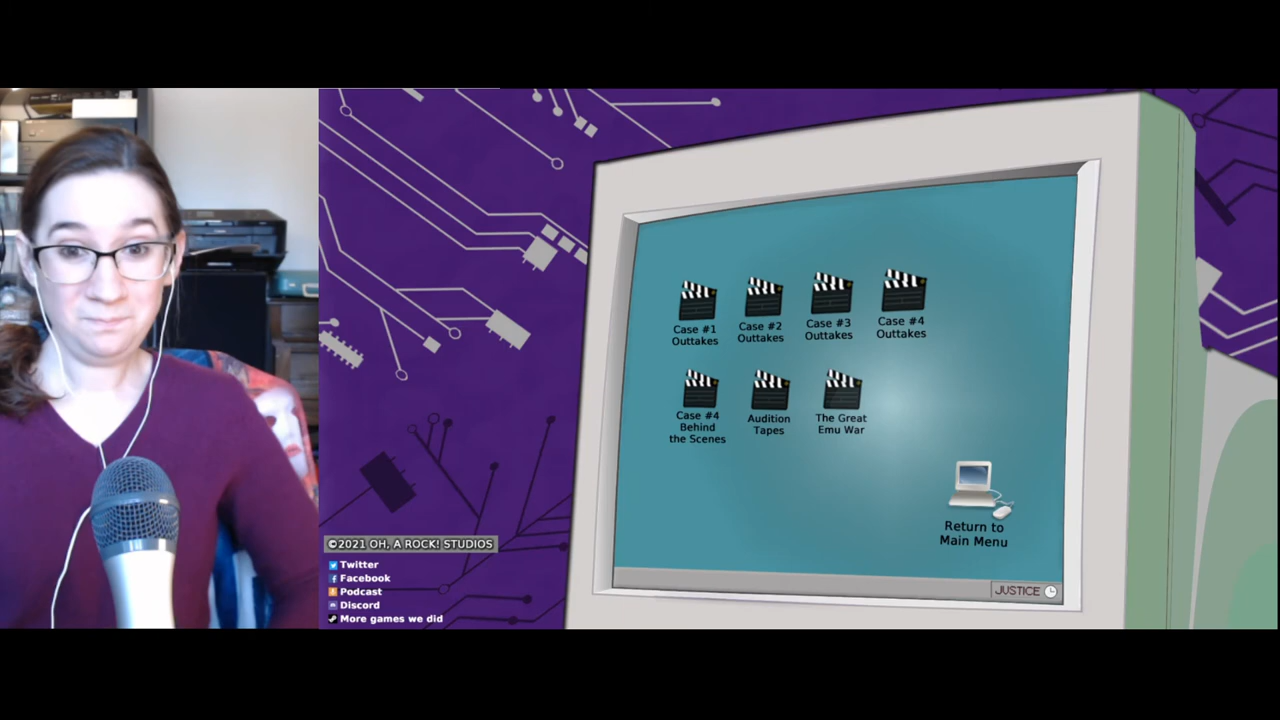 Case #1
Outtakes
Case #2
Outtakes
Case #3
Outtakes
Case #4
Outtakes
Case #4
Behind
the Scenes
Audition
Tapes
The Great
Emu War
Return to
Main Menu
JUSTICE
©2021 OH, A ROCK! STUDIOS
Twitter
Facebook
Podcast
Discord
More games we did